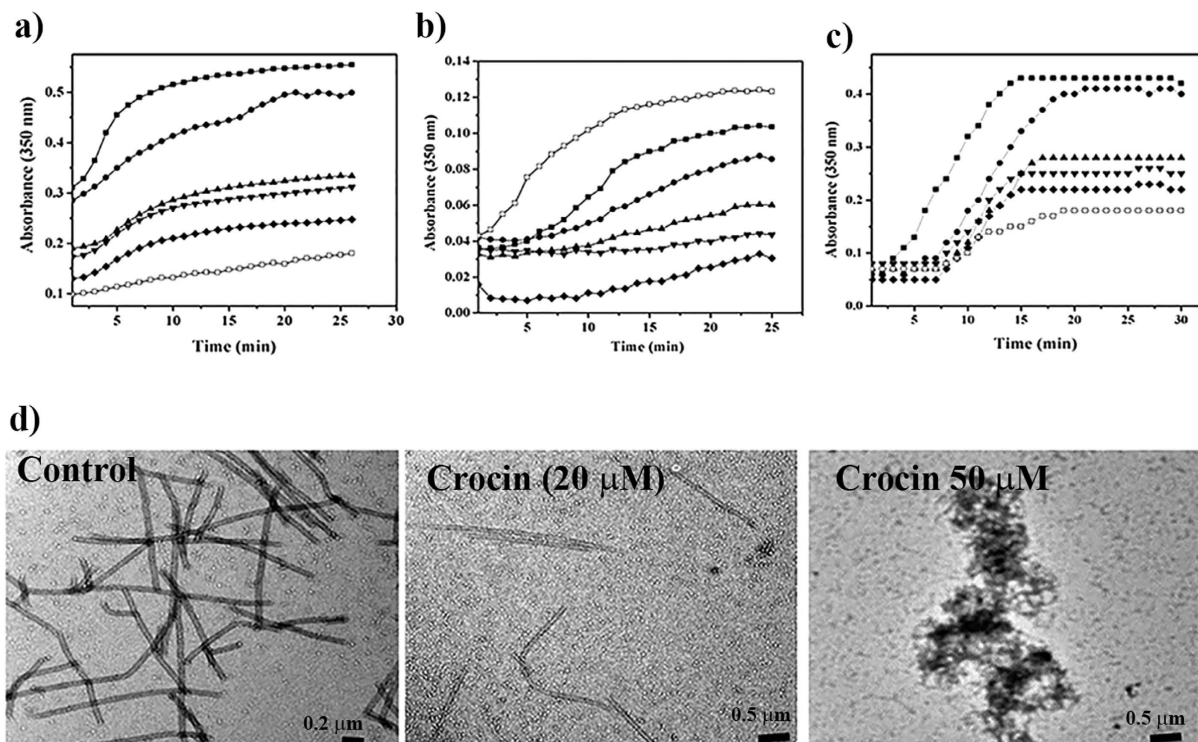 a)
b)
c)
Absorbance (350 nm)
0.5
0.4
0.3
0.2
0.1
5
10
15
20
25
30
Time (min)
Absorbance (350 nm)
0.14
0.12
0.10
0.08
0.06
0.04
0.02
0.00
5
10
15
20
25
Time (min)
Absorbance (350 nm)
0.4
0.3
0.2
0.1
0.0
5
10
15
20
25
30
Time (min)
d)
Control
0.2 μm
Crocin (20 μM)
0.5 μm
Crocin 50 μM
0.5 μm